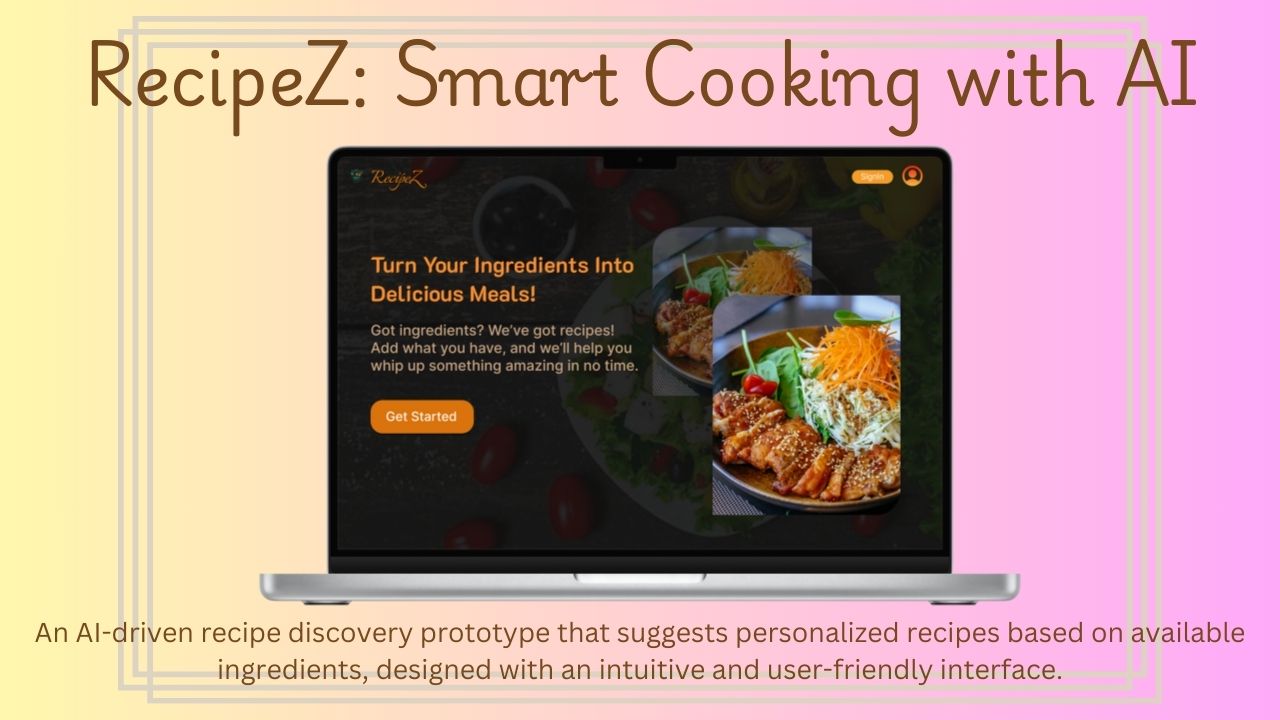 RecipeZ: Smart Cooking with AI
RecipeZ
SignIn
Turn Your Ingredients Into
Delicious Meals!
Got ingredients? We've got recipes!
Add what you have, and we'll help you
whip up something amazing in no time.
Get Started
An AI-driven recipe discovery prototype that suggests personalized recipes based on available
ingredients, designed with an intuitive and user-friendly interface.